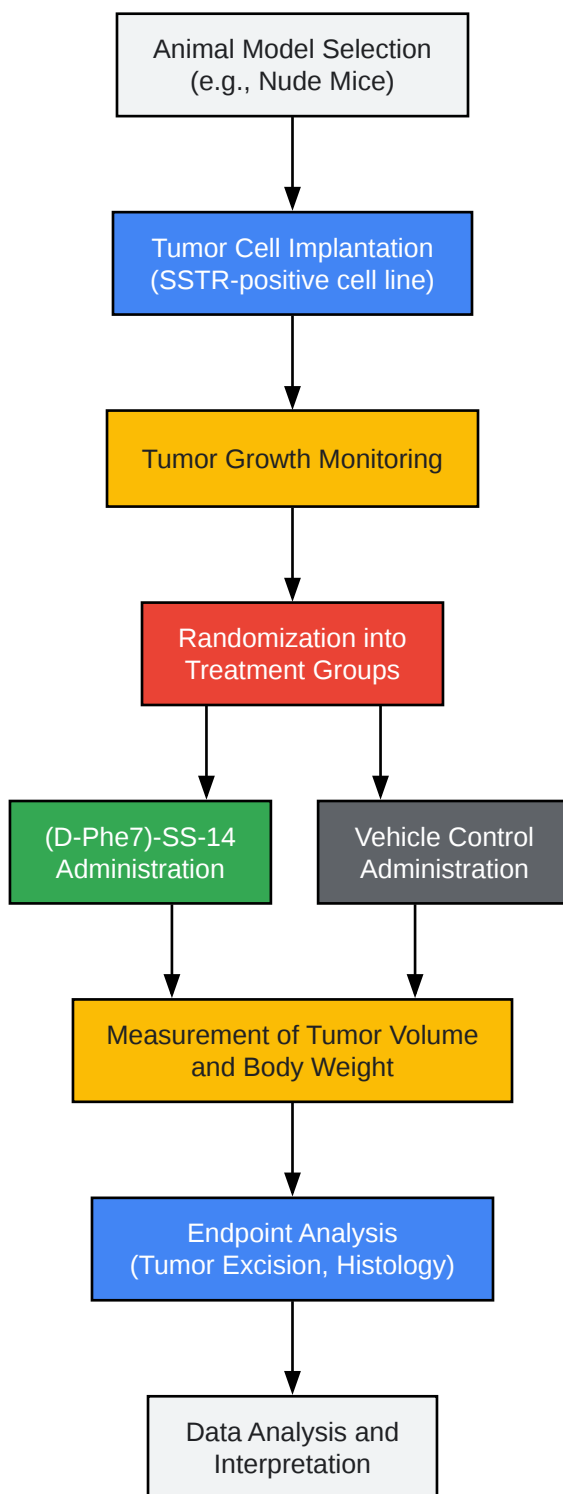 Animal Model Selection
(e.g., Nude Mice)
Tumor Cell Implantation
(SSTR-positive cell line)
Tumor Growth Monitoring
Randomization into
Treatment Groups
(D-Phe7)-SS-14
Administration
Vehicle Control
Administration
Measurement of Tumor Volume
and Body Weight
Endpoint Analysis
(Tumor Excision, Histology)
Data Analysis and
Interpretation